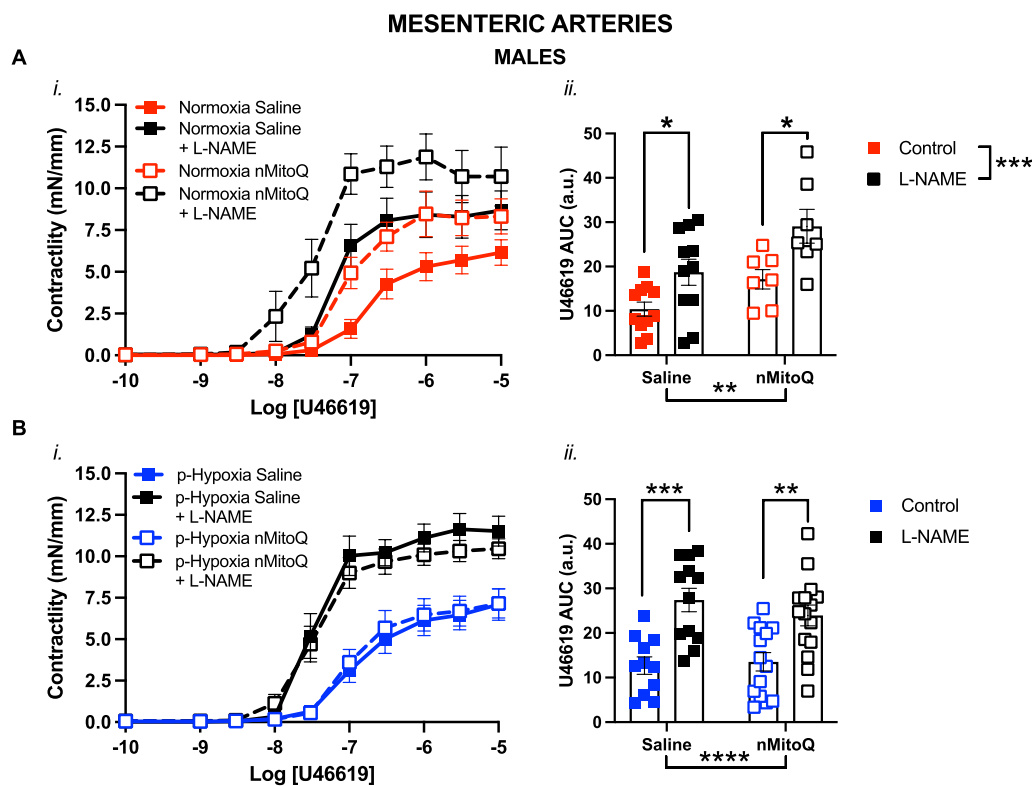 MESENTERIC ARTERIES
MALES
A
i.
Contractlity (mN/mm)
15.0
12.5
10.0
7.5
5.0
2.5
0.0
-10
-9
-8
-7
-6
-5
Log [U46619]
Normoxia Saline
Normoxia Saline
+ L-NAME
Normoxia nMitoQ
Normoxia nMitoQ
+ L-NAME
ii.
U46619 AUC (a.u.)
50
40
30
20
10
0
*
*
Saline
nMitoQ
**
Control
L-NAME
***
B
i.
Contractlity (mN/mm)
15.0
12.5
10.0
7.5
5.0
2.5
0.0
-10
-9
-8
-7
-6
-5
Log [U46619]
p-Hypoxia Saline
p-Hypoxia Saline
+ L-NAME
p-Hypoxia nMitoQ
p-Hypoxia nMitoQ
+ L-NAME
ii.
U46619 AUC (a.u.)
50
40
30
20
10
0
***
**
Saline
nMitoQ
****
Control
L-NAME